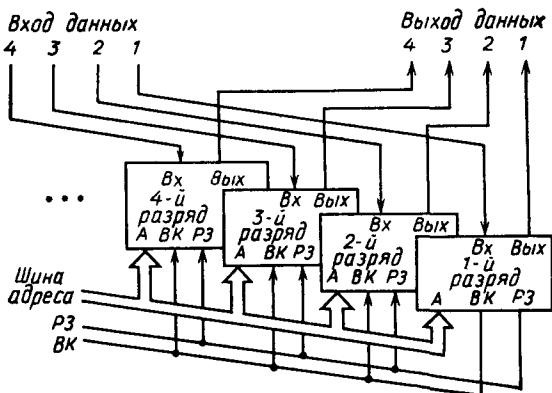 Вход данных
4 3 2 1
Выход данных
4 3 2 1
Вх Вых
4-й
разряд
А ВК РЗ
Вх Вых
3-й
разряд
А ВК РЗ
Вх Вых
2-й
разряд
А ВК РЗ
Вх Вых
1-й
разряд
А ВК РЗ
Шина
адреса
РЗ
ВК